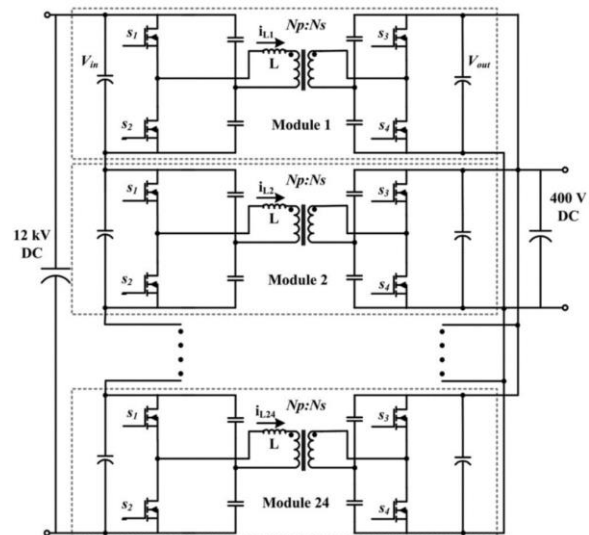 s1 iL1 Np:Ns s3
Vin L Vout
s2 Module 1 s4
s1 iL2 Np:Ns s3
L
12 kV
DC
400 V
DC
s2 Module 2 s4
s1 iL24 Np:Ns s3
L
s2 Module 24 s4